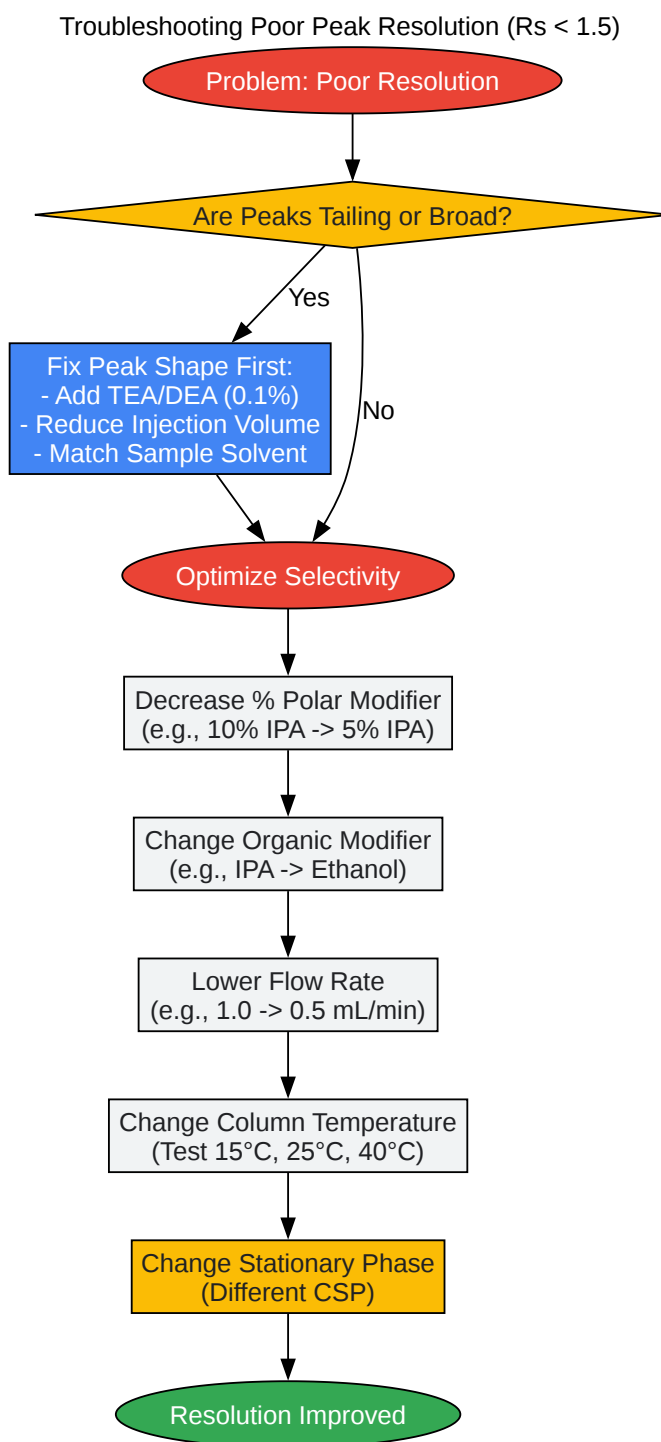 Troubleshooting Poor Peak Resolution (Rs < 1.5)
Problem: Poor Resolution
Are Peaks Tailing or Broad?
Yes
Fix Peak Shape First:
- Add TEA/DEA (0.1%)
- Reduce Injection Volume
- Match Sample Solvent
No
Optimize Selectivity
Decrease % Polar Modifier
(e.g., 10% IPA -> 5% IPA)
Change Organic Modifier
(e.g., IPA -> Ethanol)
Lower Flow Rate
(e.g., 1.0 -> 0.5 mL/min)
Change Column Temperature
(Test 15°C, 25°C, 40°C)
Change Stationary Phase
(Different CSP)
Resolution Improved